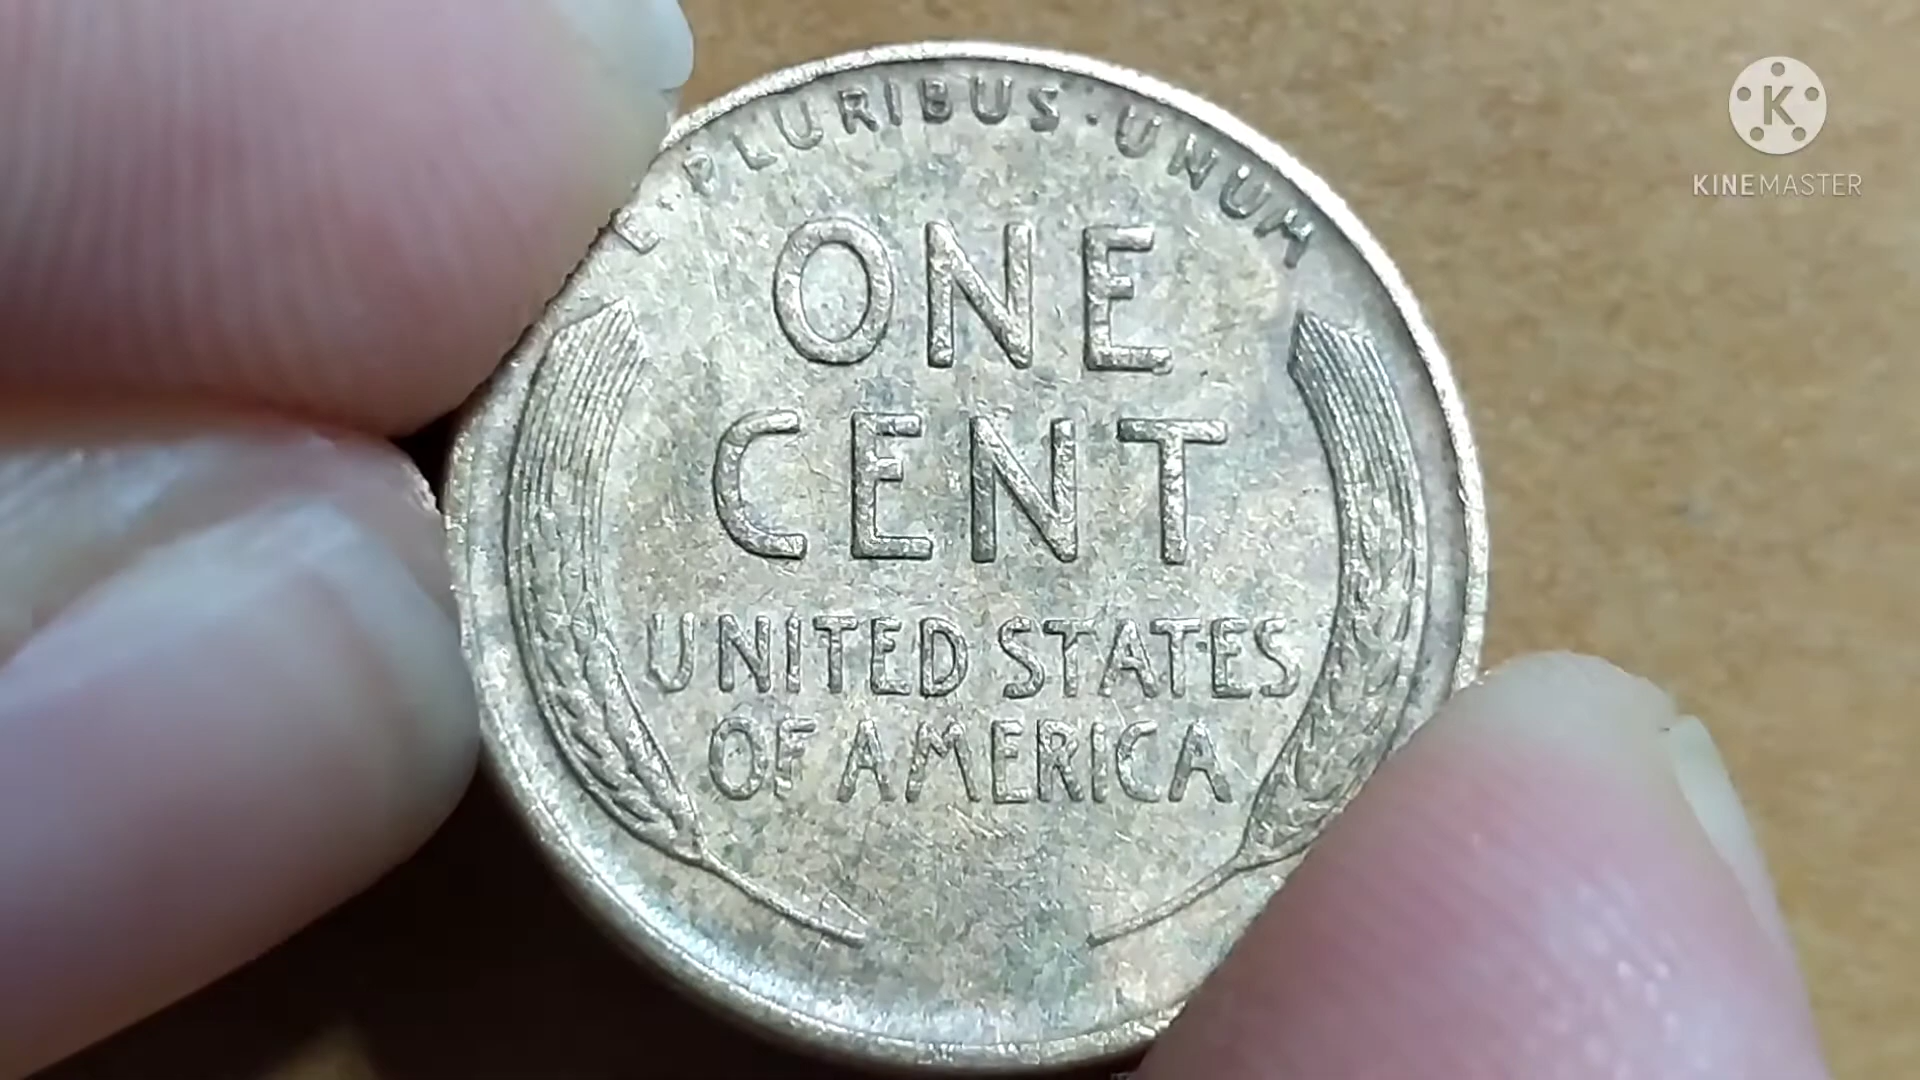 E·PLURIBUS·UNUM
ONE
CENT
UNITED STATES
OF AMERICA
K
KINEMASTER